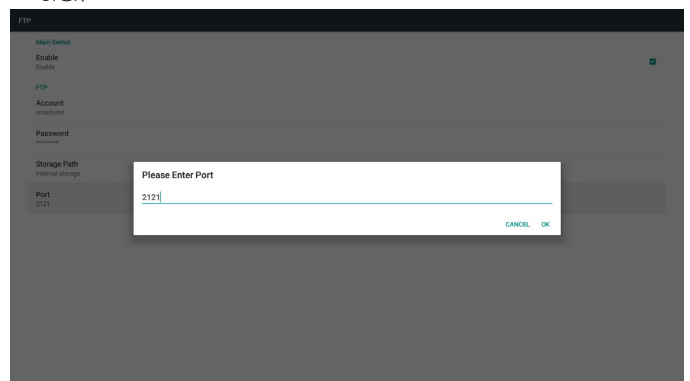 FTP
Main Switch
Enable
Enable
FTP
Account
smartcms
Password
********
Storage Path
Internal storage
Port
2121
Please Enter Port
2121
CANCEL OK